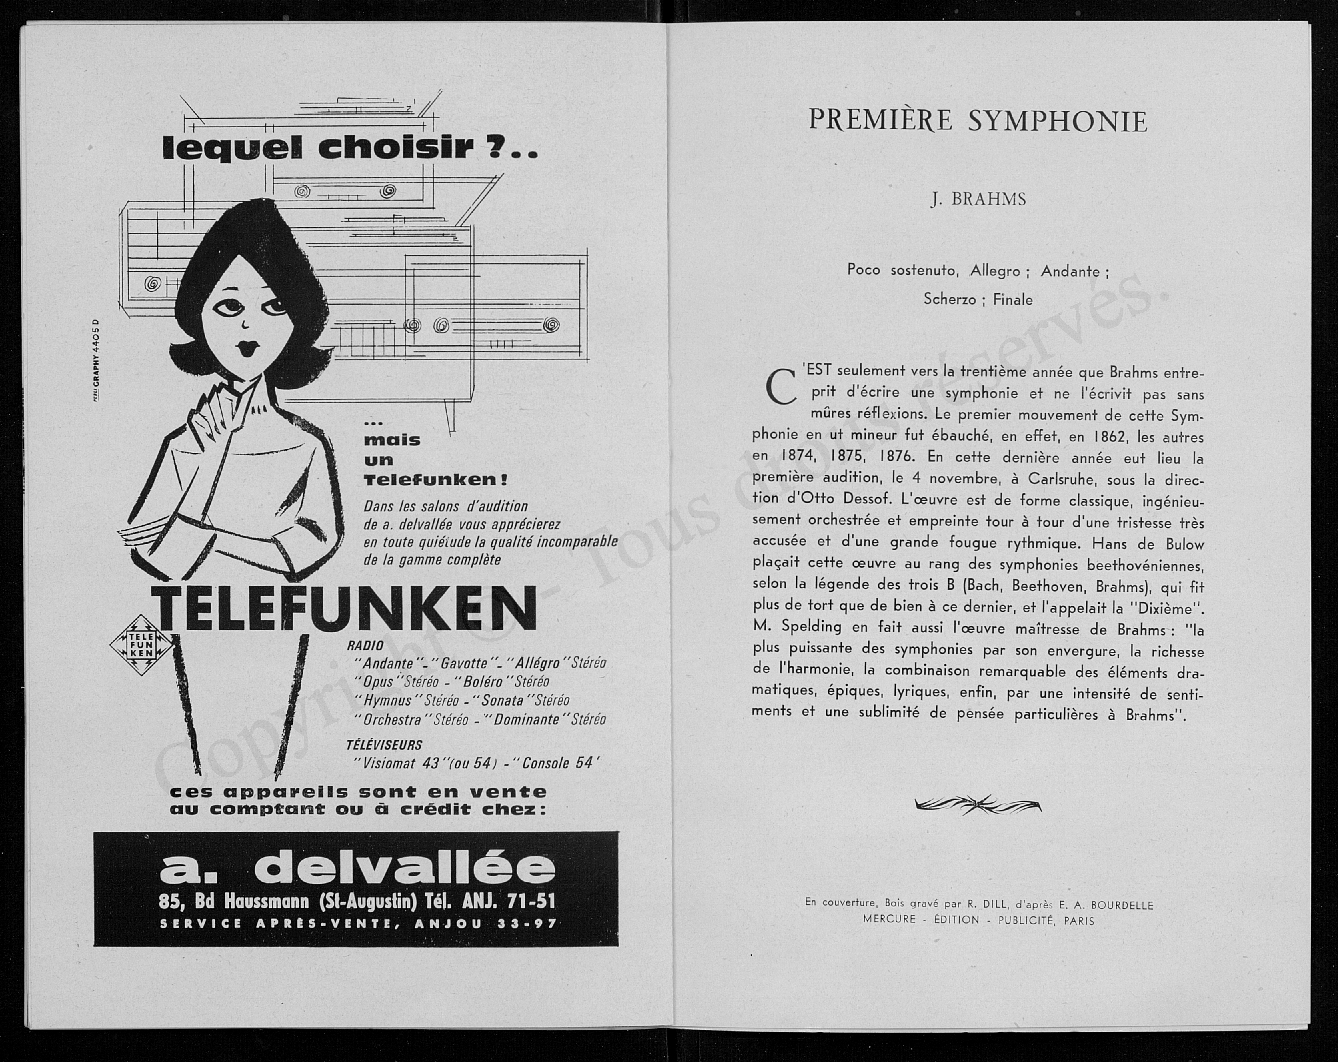 lequel choisir ?..
GRAPHY 4405 D
...
mais
un
Telefunken !
Dans les salons d'audition
de a. delvallée vous apprécierez
en toute quiétude la qualité incomparable
de la gamme complète
TELEFUNKEN
TELE
FUN
KEN
RADIO
"Andante"_ "Gavotte"_ "Allégro" Stéréo
"Opus" Stéréo - "Boléro" Stéréo
"Hymnus" Stéréo - "Sonata" Stéréo
"Orchestra" Stéréo - "Dominante" Stéréo
TÉLÉVISEURS
"Visiomat 43" (ou 54) - "Console 54'
ces appareils sont en vente
au comptant ou à crédit chez :
a. delvallée
85, Bd Haussmann (St-Augustin) Tél. ANJ. 71-51
SERVICE APRÈS-VENTE, ANJOU 33-97
PREMIÈRE SYMPHONIE
J. BRAHMS
Poco sostenuto, Allegro ; Andante ;
Scherzo ; Finale
C'EST seulement vers la trentième année que Brahms entre-
prit d'écrire une symphonie et ne l'écrivit pas sans
mûres réflexions. Le premier mouvement de cette Sym-
phonie en ut mineur fut ébauché, en effet, en 1862, les autres
en 1874, 1875, 1876. En cette dernière année eut lieu la
première audition, le 4 novembre, à Carlsruhe, sous la direc-
tion d'Otto Dessof. L'œuvre est de forme classique, ingénieu-
sement orchestrée et empreinte tour à tour d'une tristesse très
accusée et d'une grande fougue rythmique. Hans de Bulow
plaçait cette œuvre au rang des symphonies beethovéniennes,
selon la légende des trois B (Bach, Beethoven, Brahms), qui fit
plus de tort que de bien à ce dernier, et l'appelait la "Dixième".
M. Spelding en fait aussi l'œuvre maîtresse de Brahms : "la
plus puissante des symphonies par son envergure, la richesse
de l'harmonie, la combinaison remarquable des éléments dra-
matiques, épiques, lyriques, enfin, par une intensité de senti-
ments et une sublimité de pensée particulières à Brahms".
En couverture, Bois gravé par R. DILL, d'après E. A. BOURDELLE
MERCURE - ÉDITION - PUBLICITÉ, PARIS
Copyright © - Tous droits réservés.